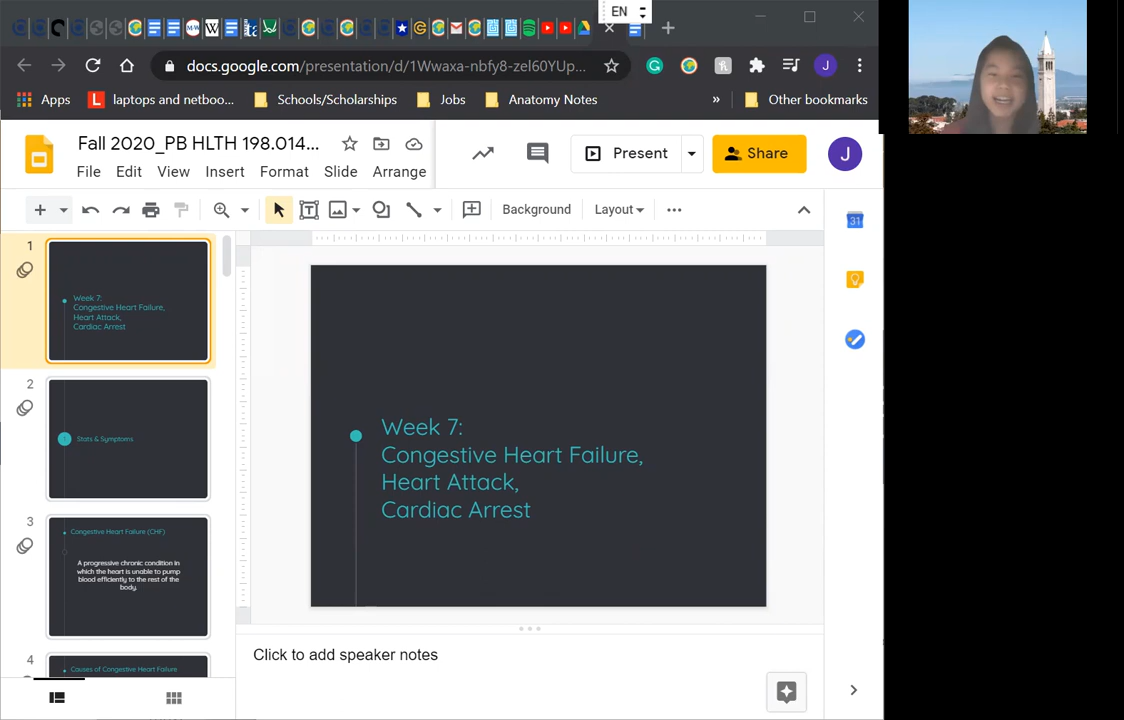 EN
docs.google.com/presentation/d/1Wwaxa-nbfy8-zel60YUp...
J
Apps
laptops and netboo...
Schools/Scholarships
Jobs
Anatomy Notes
»
Other bookmarks
Fall 2020_PB HLTH 198.014...
File Edit View Insert Format Slide Arrange
Present
Share
J
Background
Layout
31
1
Week 7:
Congestive Heart Failure,
Heart Attack,
Cardiac Arrest
2
Stats & Symptoms
3
Congestive Heart Failure (CHF)
A progressive chronic condition in
which the heart is unable to pump
blood efficiently to the rest of the
body.
4
Causes of Congestive Heart Failure
Week 7:
Congestive Heart Failure,
Heart Attack,
Cardiac Arrest
Click to add speaker notes